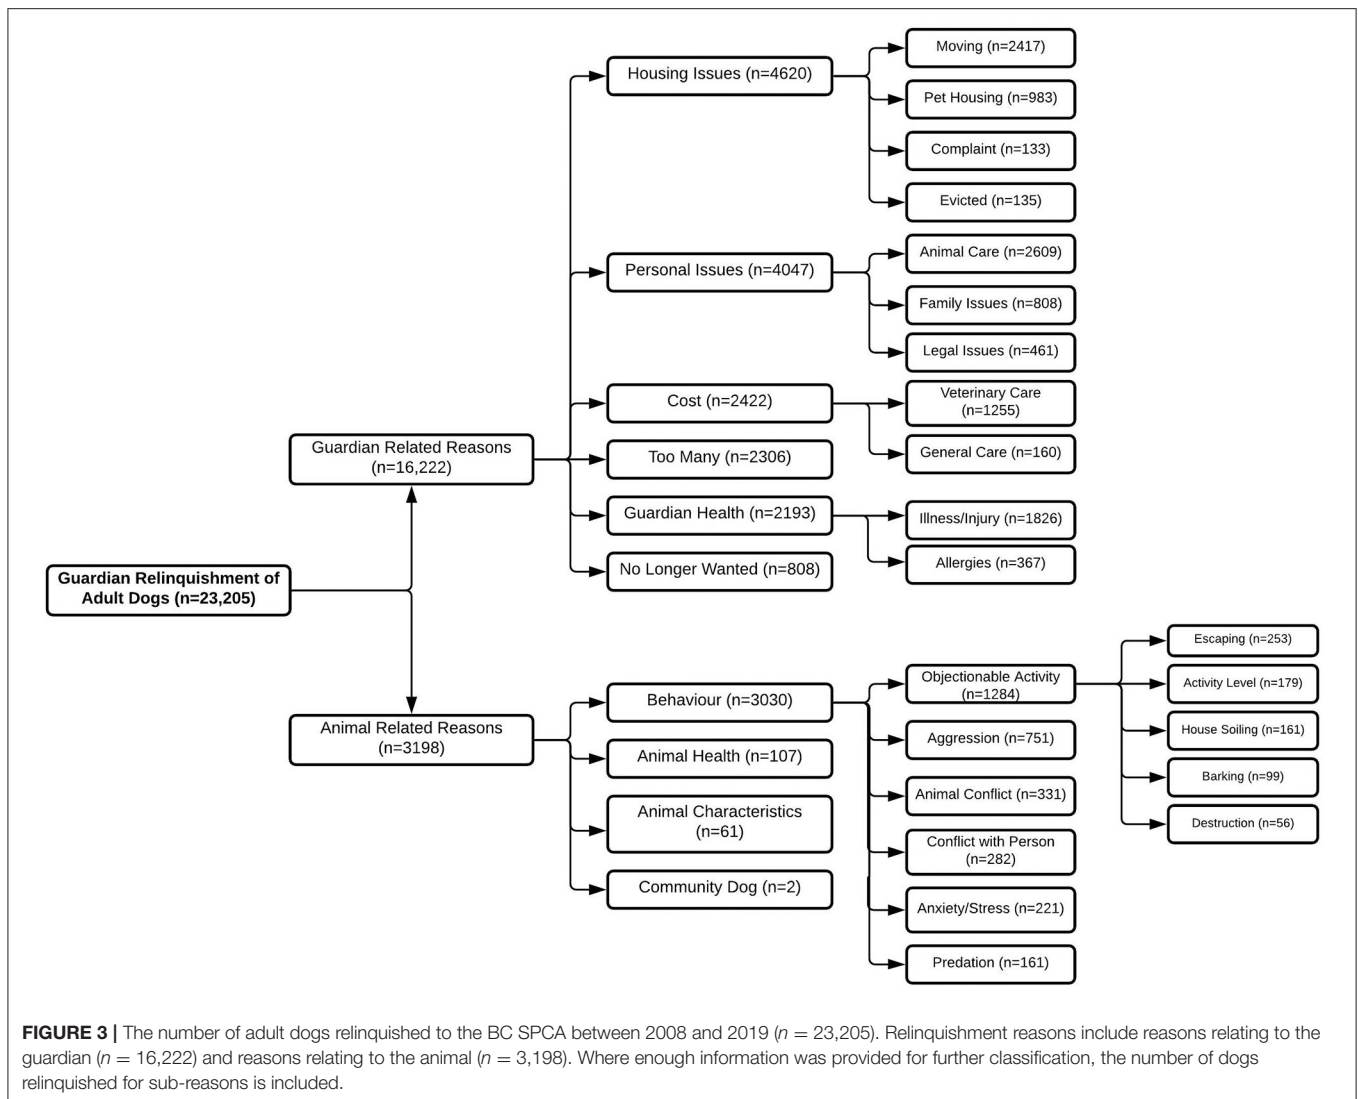 Guardian Relinquishment of
Adult Dogs (n=23,205)
Guardian Related Reasons
(n=16,222)
Housing Issues (n=4620)
Moving (n=2417)
Pet Housing (n=983)
Complaint (n=133)
Evicted (n=135)
Personal Issues (n=4047)
Animal Care (n=2609)
Family Issues (n=808)
Legal Issues (n=461)
Cost (n=2422)
Veterinary Care
(n=1255)
General Care (n=160)
Too Many (n=2306)
Guardian Health (n=2193)
Illness/Injury (n=1826)
Allergies (n=367)
No Longer Wanted (n=808)
Animal Related Reasons
(n=3198)
Behaviour (n=3030)
Objectionable Activity
(n=1284)
Escaping (n=253)
Activity Level (n=179)
House Soiling (n=161)
Barking (n=99)
Destruction (n=56)
Aggression (n=751)
Animal Conflict (n=331)
Conflict with Person
(n=282)
Anxiety/Stress (n=221)
Predation (n=161)
Animal Health (n=107)
Animal Characteristics
(n=61)
Community Dog (n=2)
FIGURE 3 | The number of adult dogs relinquished to the BC SPCA between 2008 and 2019 (n = 23,205). Relinquishment reasons include reasons relating to the
guardian (n = 16,222) and reasons relating to the animal (n = 3,198). Where enough information was provided for further classification, the number of dogs
relinquished for sub-reasons is included.